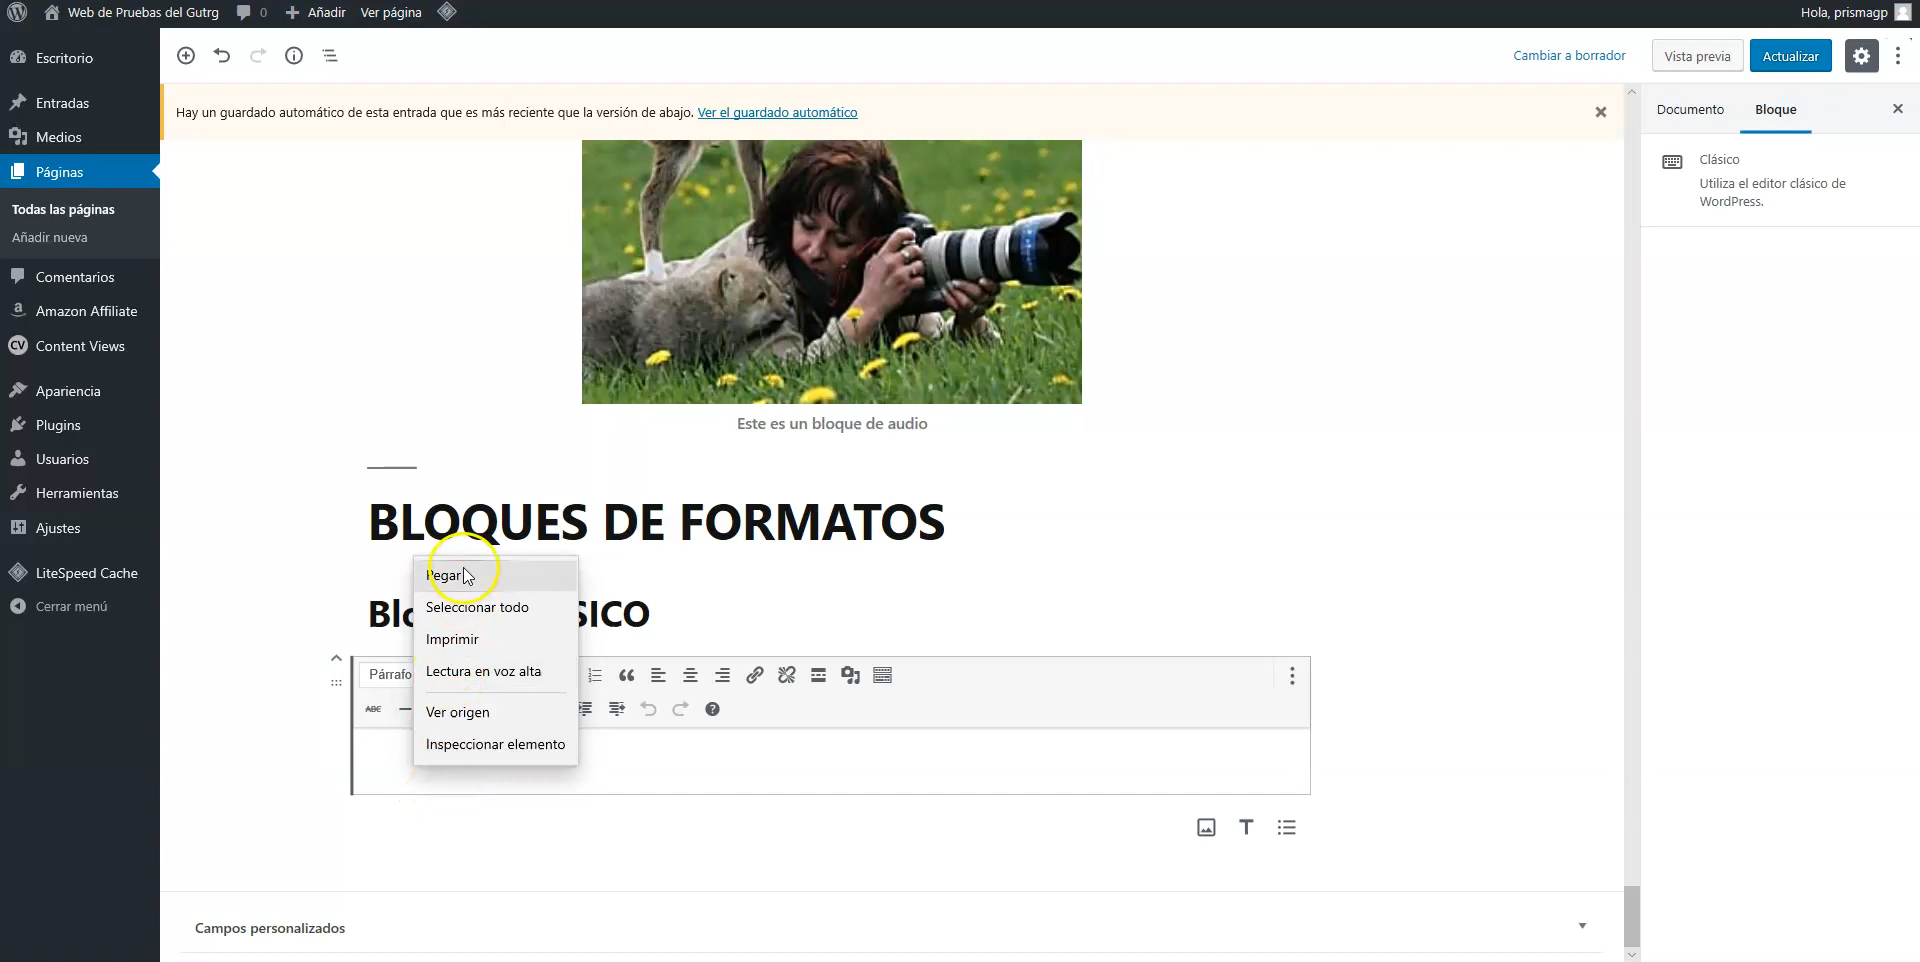 Web de Pruebas del Gutrg
0
Añadir
Ver página
Hola, prismagp
Escritorio
Entradas
Medios
Páginas
Todas las páginas
Añadir nueva
Comentarios
Amazon Affiliate
Content Views
Apariencia
Plugins
Usuarios
Herramientas
Ajustes
LiteSpeed Cache
Cerrar menú
Cambiar a borrador
Vista previa
Actualizar
Hay un guardado automático de esta entrada que es más reciente que la versión de abajo. Ver el guardado automático
Este es un bloque de audio
BLOQUES DE FORMATOS
Pegar
Seleccionar todo
Imprimir
Lectura en voz alta
Ver origen
Inspeccionar elemento
Párrafo
ABC
Campos personalizados
Documento
Bloque
Clásico
Utiliza el editor clásico de
WordPress.